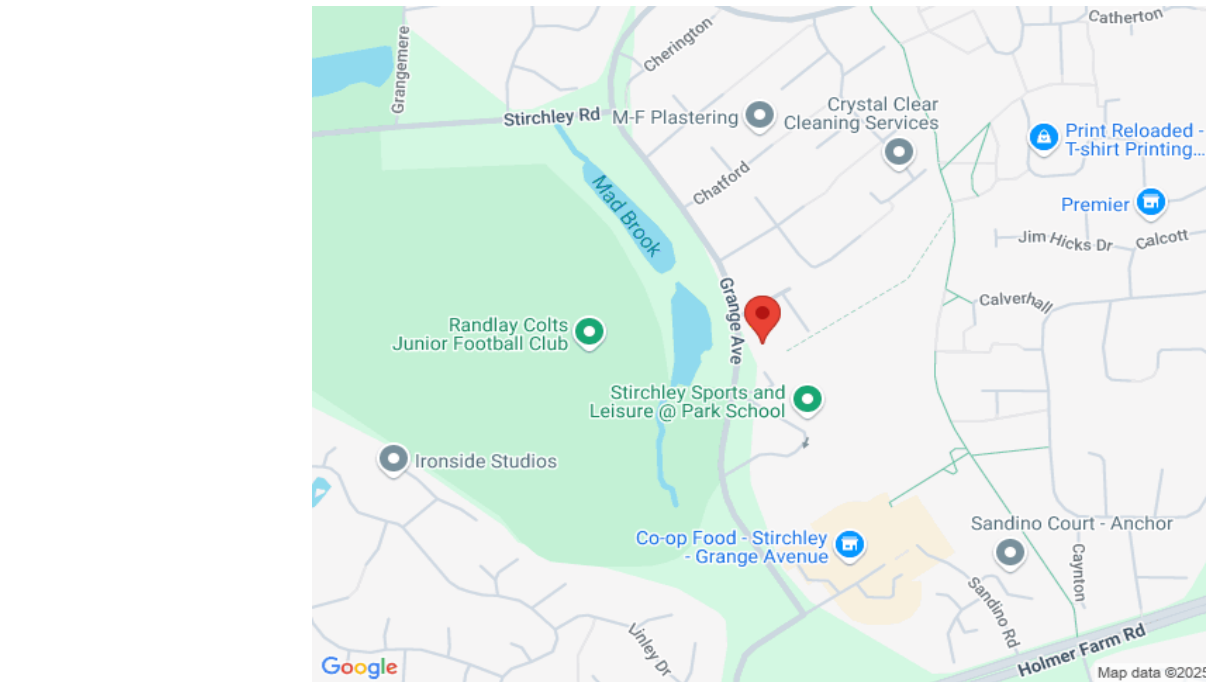 Catherton
Cherington
Grangemere
Stirchley Rd
M-F Plastering
Crystal Clear
Cleaning Services
Print Reloaded -
T-shirt Printing...
Chatford
Mad Brook
Premier
Jim Hicks Dr
Calcott
Grange Ave
Calverhall
Randlay Colts
Junior Football Club
Stirchley Sports and
Leisure @ Park School
Ironside Studios
Co-op Food - Stirchley
- Grange Avenue
Sandino Court - Anchor
Caynton
Sandino Rd
Linley Dr
Holmer Farm Rd
Google
Map data ©2025